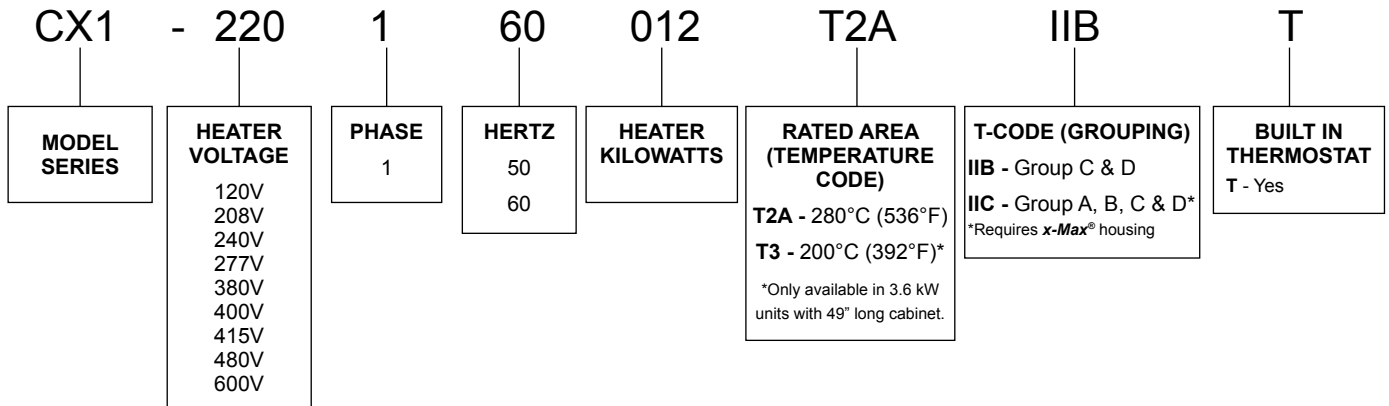 CX1 - 220 1 60 012 T2A IIB T
MODEL
SERIES
HEATER
VOLTAGE
120V
208V
240V
277V
380V
400V
415V
480V
600V
PHASE
1
HERTZ
50
60
HEATER
KILOWATTS
RATED AREA
(TEMPERATURE
CODE)
T2A - 280°C (536°F)
T3 - 200°C (392°F)*
*Only available in 3.6 kW
units with 49” long cabinet.
T-CODE (GROUPING)
IIB - Group C & D
IIC - Group A, B, C & D*
*Requires x-Max® housing
BUILT IN
THERMOSTAT
T - Yes